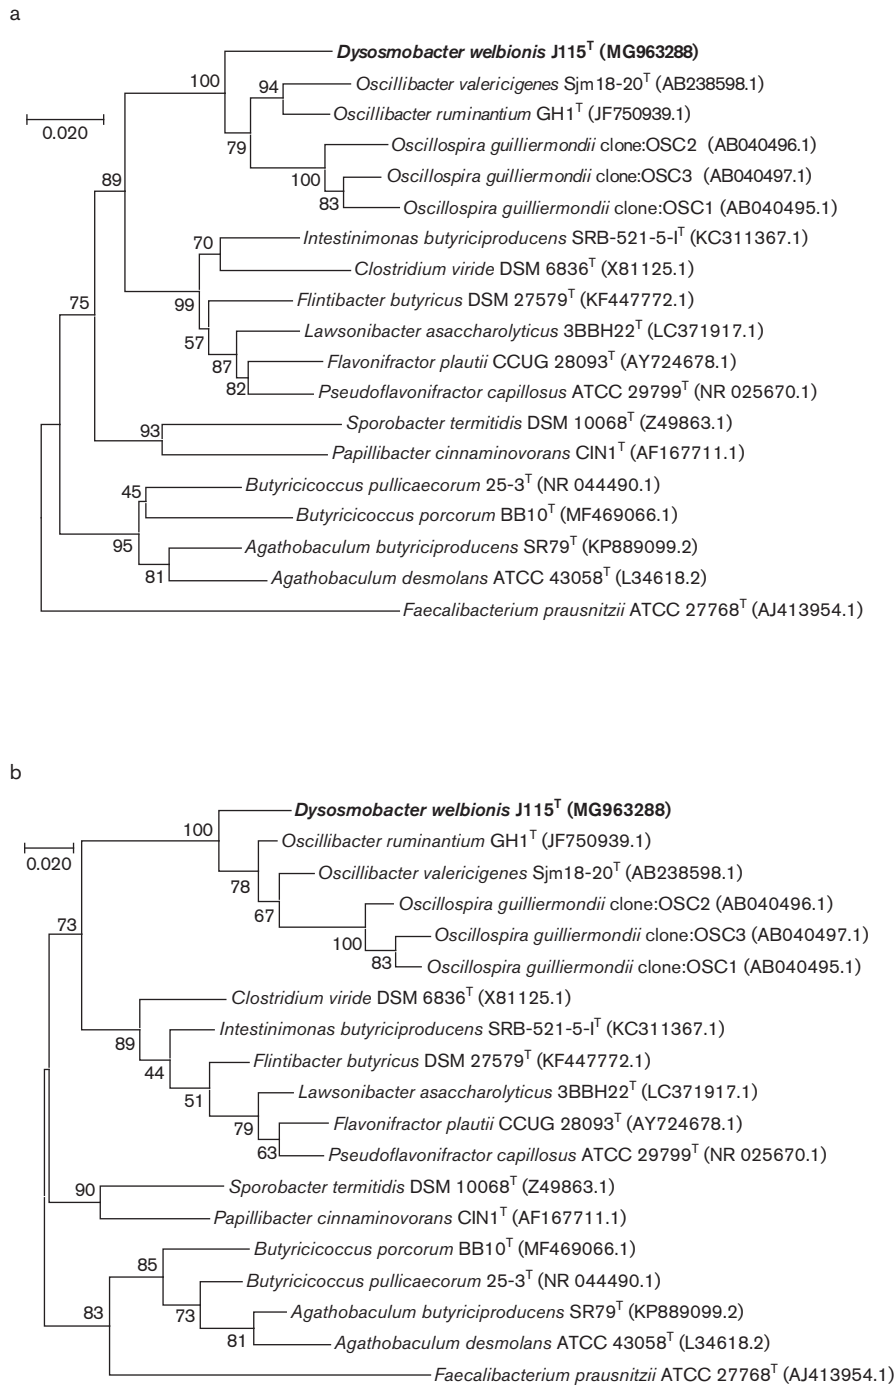 a
Dysosmobacter welbionis J115ᵀ (MG963288)
100
94
Oscillibacter valericigenes Sjm18-20ᵀ (AB238598.1)
Oscillibacter ruminantium GH1ᵀ (JF750939.1)
0.020
79
Oscillospira guilliermondii clone:OSC2 (AB040496.1)
89
100
Oscillospira guilliermondii clone:OSC3 (AB040497.1)
83
Oscillospira guilliermondii clone:OSC1 (AB040495.1)
70
Intestinimonas butyriciproducens SRB-521-5-Iᵀ (KC311367.1)
Clostridium viride DSM 6836ᵀ (X81125.1)
75
99
Flintibacter butyricus DSM 27579ᵀ (KF447772.1)
57
Lawsonibacter asaccharolyticus 3BBH22ᵀ (LC371917.1)
87
Flavonifractor plautii CCUG 28093ᵀ (AY724678.1)
82
Pseudoflavonifractor capillosus ATCC 29799ᵀ (NR 025670.1)
93
Sporobacter termitidis DSM 10068ᵀ (Z49863.1)
Papillibacter cinnaminovorans CIN1ᵀ (AF167711.1)
45
Butyricicoccus pullicaecorum 25-3ᵀ (NR 044490.1)
Butyricicoccus porcorum BB10ᵀ (MF469066.1)
95
Agathobaculum butyriciproducens SR79ᵀ (KP889099.2)
81
Agathobaculum desmolans ATCC 43058ᵀ (L34618.2)
Faecalibacterium prausnitzii ATCC 27768ᵀ (AJ413954.1)
b
Dysosmobacter welbionis J115ᵀ (MG963288)
100
Oscillibacter ruminantium GH1ᵀ (JF750939.1)
0.020
78
Oscillibacter valericigenes Sjm18-20ᵀ (AB238598.1)
67
Oscillospira guilliermondii clone:OSC2 (AB040496.1)
73
100
Oscillospira guilliermondii clone:OSC3 (AB040497.1)
83
Oscillospira guilliermondii clone:OSC1 (AB040495.1)
Clostridium viride DSM 6836ᵀ (X81125.1)
89
Intestinimonas butyriciproducens SRB-521-5-Iᵀ (KC311367.1)
44
Flintibacter butyricus DSM 27579ᵀ (KF447772.1)
51
Lawsonibacter asaccharolyticus 3BBH22ᵀ (LC371917.1)
79
Flavonifractor plautii CCUG 28093ᵀ (AY724678.1)
63
Pseudoflavonifractor capillosus ATCC 29799ᵀ (NR 025670.1)
90
Sporobacter termitidis DSM 10068ᵀ (Z49863.1)
Papillibacter cinnaminovorans CIN1ᵀ (AF167711.1)
85
Butyricicoccus porcorum BB10ᵀ (MF469066.1)
Butyricicoccus pullicaecorum 25-3ᵀ (NR 044490.1)
83
73
Agathobaculum butyriciproducens SR79ᵀ (KP889099.2)
81
Agathobaculum desmolans ATCC 43058ᵀ (L34618.2)
Faecalibacterium prausnitzii ATCC 27768ᵀ (AJ413954.1)